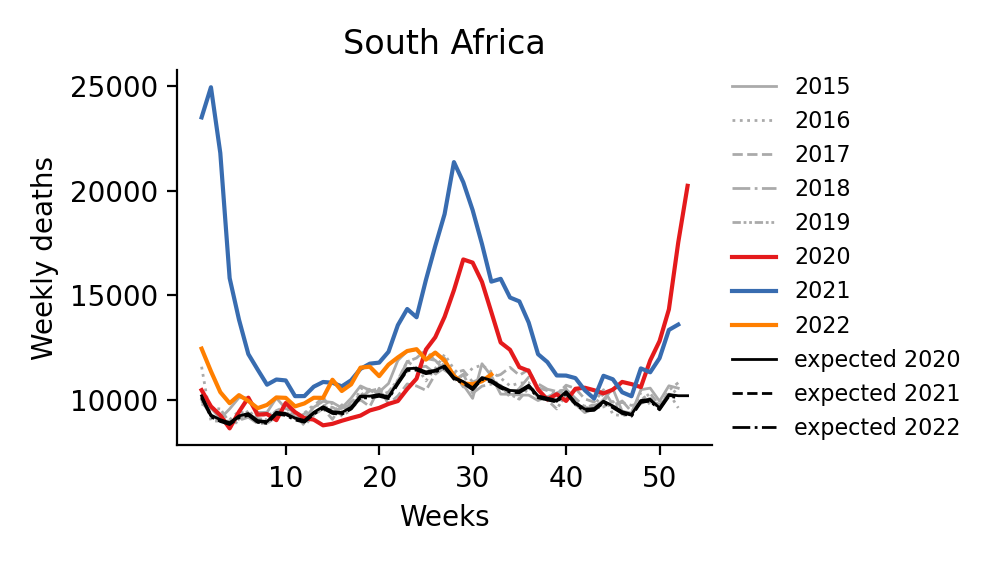 South Africa
Weekly deaths
25000
20000
15000
10000
10 20 30 40 50
Weeks
2015
2016
2017
2018
2019
2020
2021
2022
expected 2020
expected 2021
expected 2022